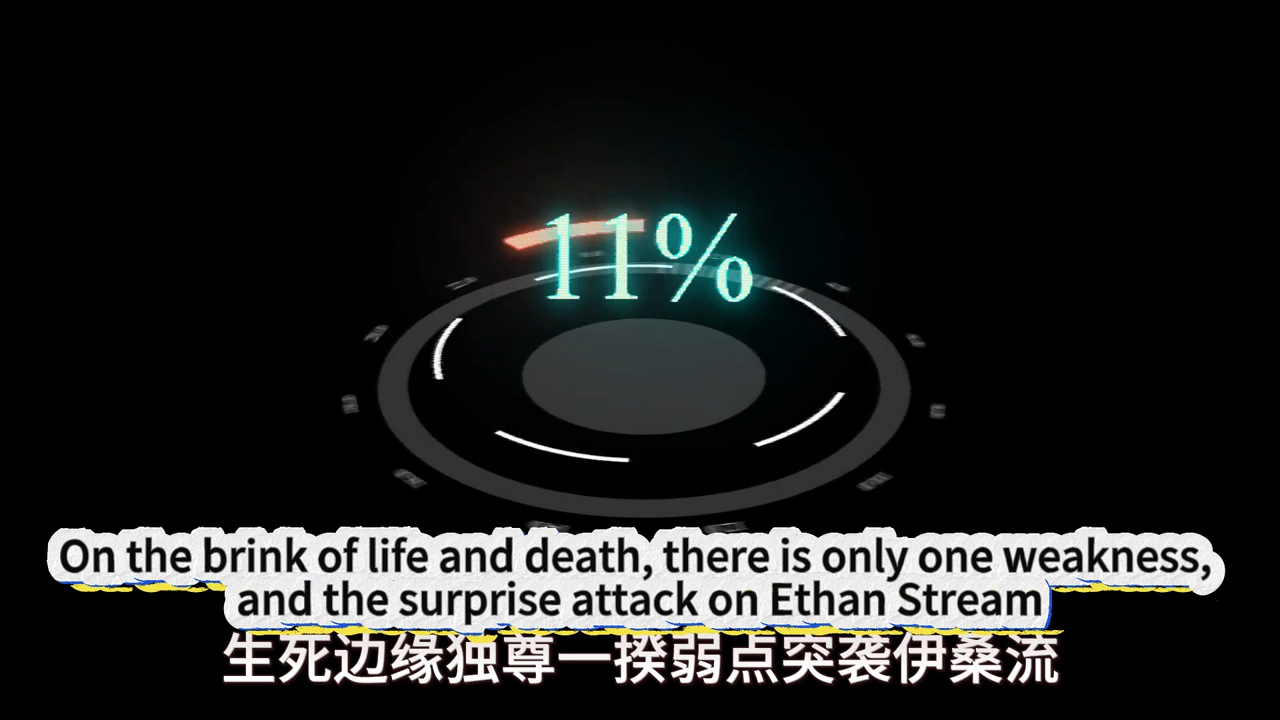 11%
On the brink of life and death, there is only one weakness,
and the surprise attack on Ethan Stream
生死边缘独尊一揆弱点突袭伊桑流